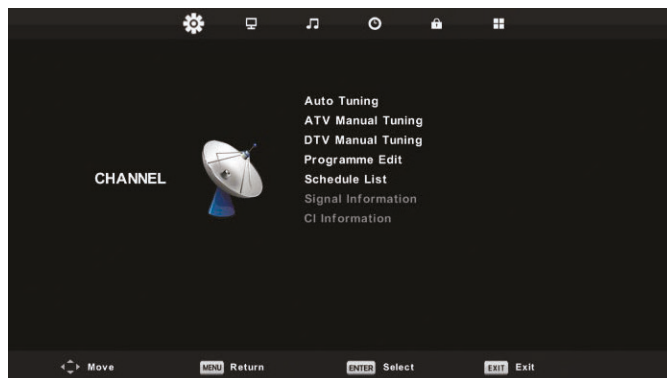 CHANNEL
Auto Tuning
ATV Manual Tuning
DTV Manual Tuning
Programme Edit
Schedule List
Signal Information
CI Information
Move MENU Return ENTER Select EXIT Exit